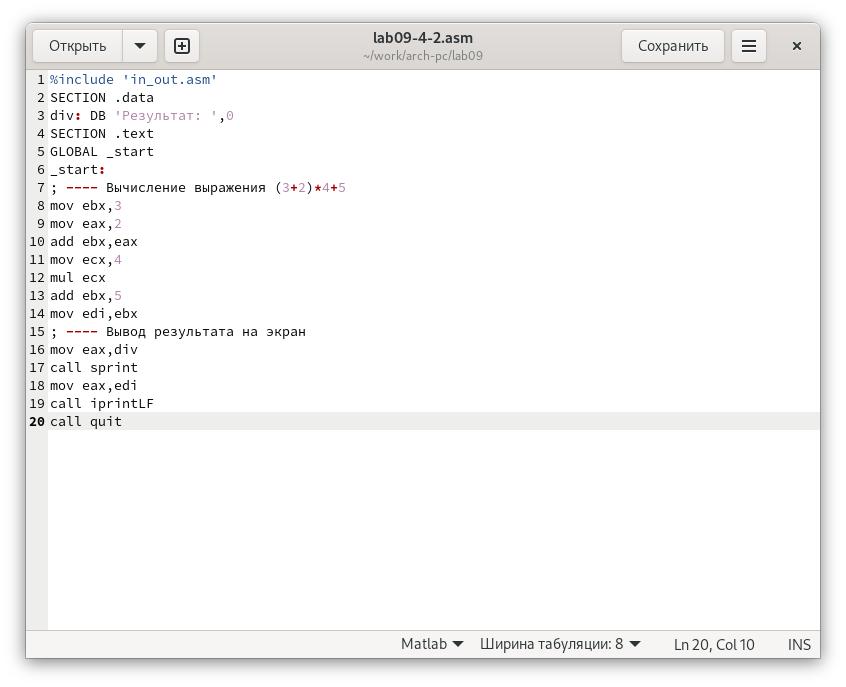 Открыть
lab09-4-2.asm
~/work/arch-pc/lab09
Сохранить
1 %include 'in_out.asm'
2 SECTION .data
3 div: DB 'Результат: ',0
4 SECTION .text
5 GLOBAL _start
6 _start:
7 ; ---- Вычисление выражения (3+2)*4+5
8 mov ebx,3
9 mov eax,2
10 add ebx,eax
11 mov ecx,4
12 mul ecx
13 add ebx,5
14 mov edi,ebx
15 ; ---- Вывод результата на экран
16 mov eax,div
17 call sprint
18 mov eax,edi
19 call iprintLF
20 call quit
Matlab Ширина табуляции: 8 Ln 20, Col 10 INS